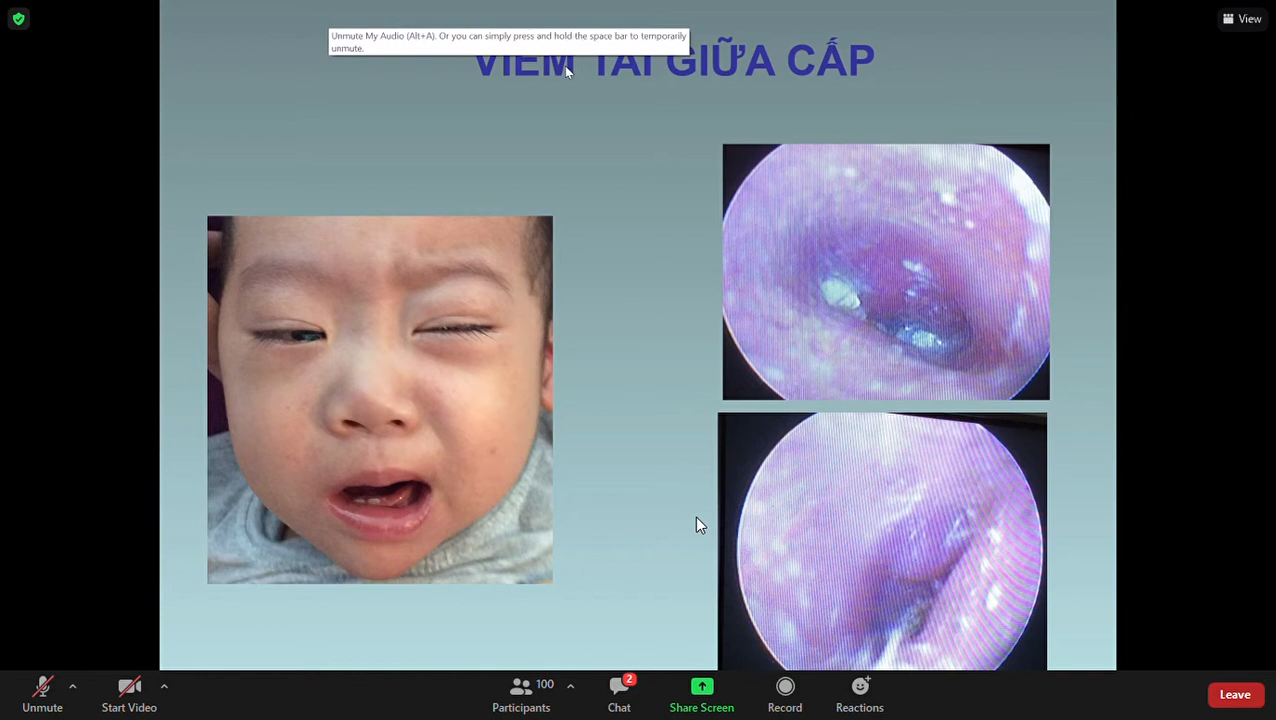 View
Unmute My Audio (Alt+A). Or you can simply press and hold the space bar to temporarily
unmute.
VIÊM TAI GIỮA CẤP
Unmute
Start Video
100
Participants
2
Chat
Share Screen
Record
Reactions
Leave